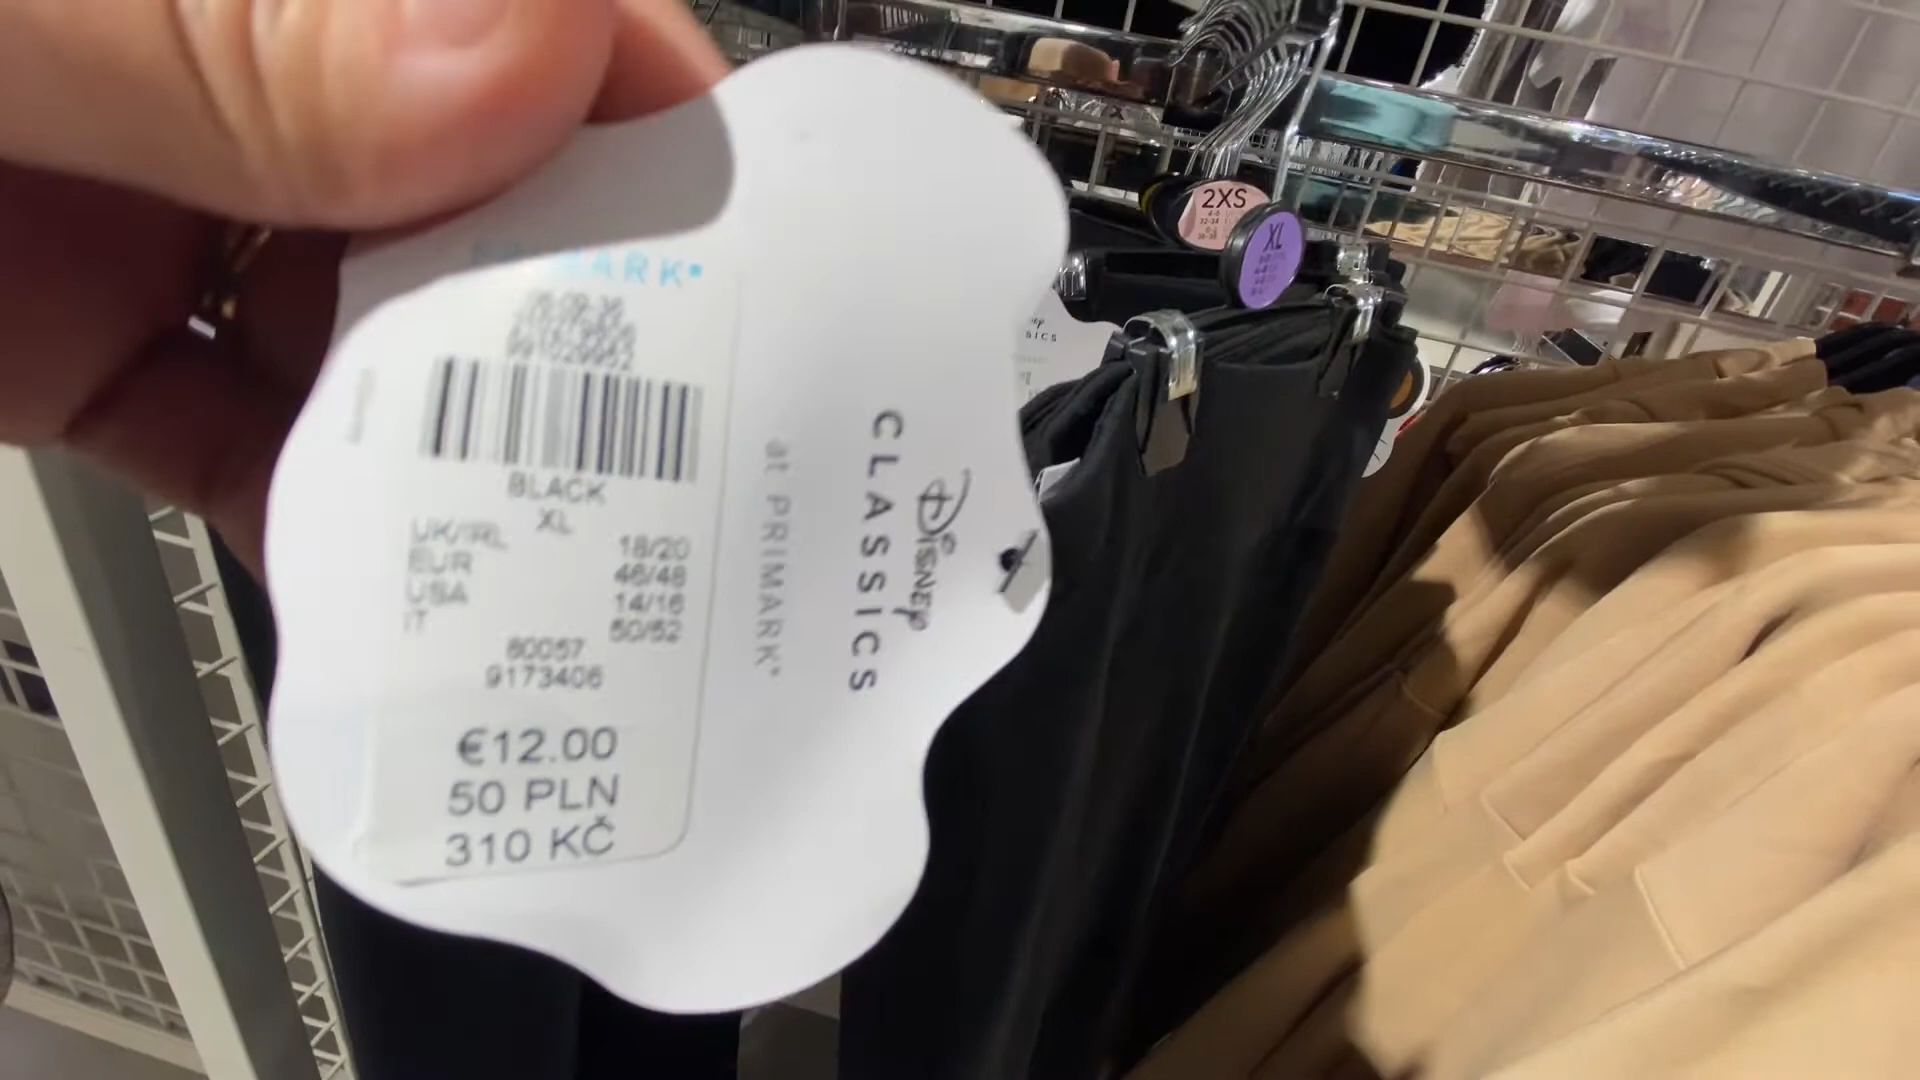 BLACK
XL
UK/IRL 18/20
EUR 46/48
USA 14/16
IT 50/52
80057
9173406
€12.00
50 PLN
310 KČ
at PRIMARK
Disney
CLASSICS
2XS
XL